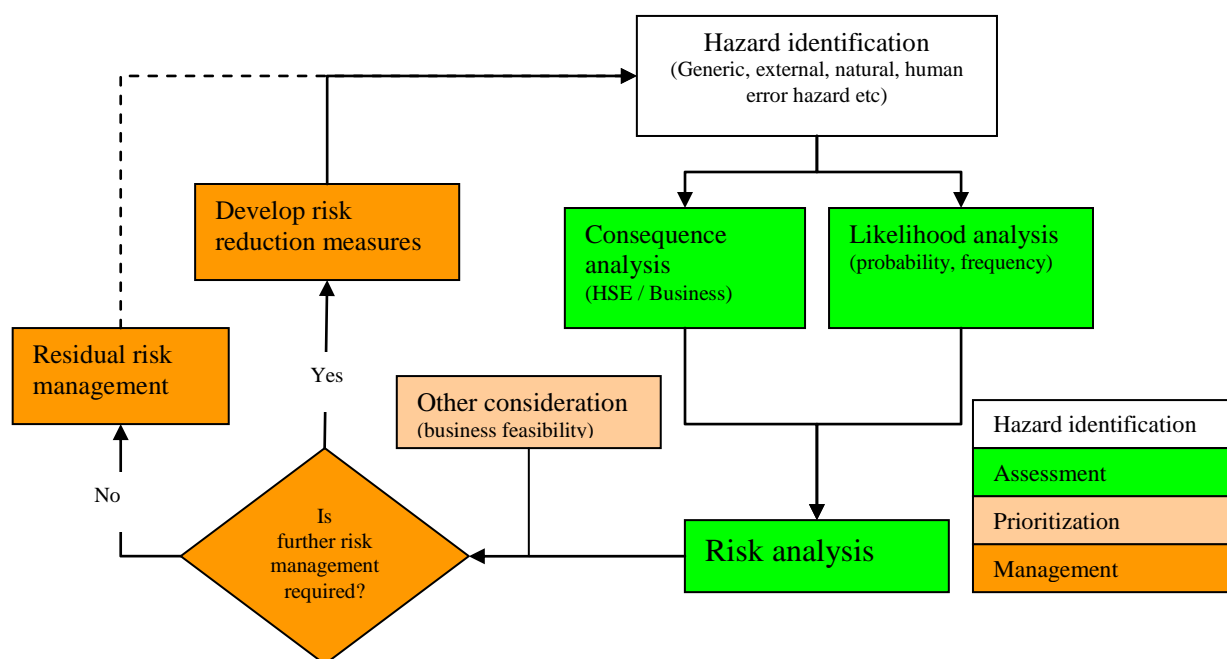 Hazard identification
(Generic, external, natural, human
error hazard etc)
Develop risk
reduction measures
Consequence
analysis
(HSE / Business)
Likelihood analysis
(probability, frequency)
Residual risk
management
Yes
Other consideration
(business feasibility)
No
Is
further risk
management
required?
Risk analysis
Hazard identification
Assessment
Prioritization
Management